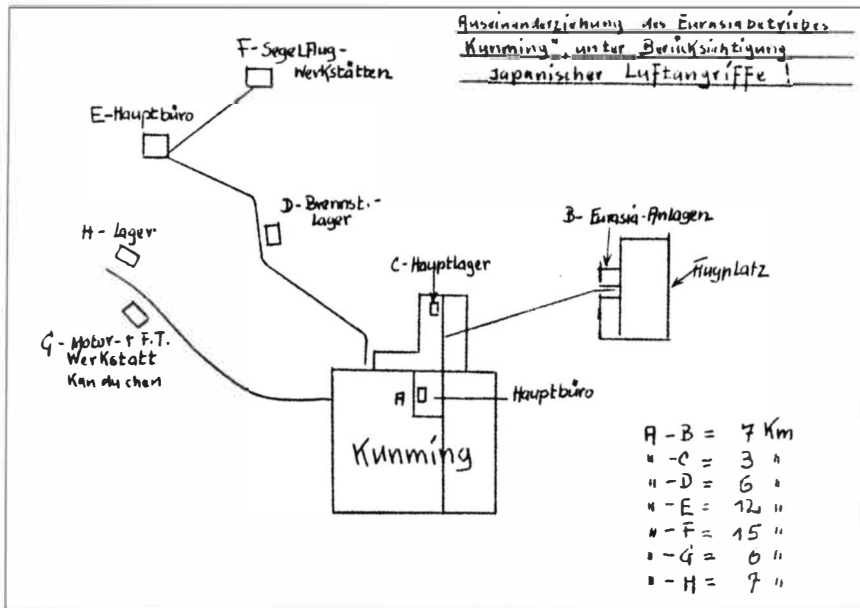 Auseinanderziehung des Eurasiabetriebes
Kunming", unter Berücksichtigung
Japanischer Luftangriffe !
F-Segelflug-
Werkstätten
E-Hauptbüro
D-Brennst.-
Lager
B-Eurasia-Anlagen
H-Lager
C-Hauptlager
Flugplatz
G-Motor- + F.T.
Werkstatt
Kan du chen
A
Hauptbüro
Kunming
A - B = 7 Km
" - C = 3 "
" - D = 6 "
" - E = 12 "
" - F = 15 "
" - G = 6 "
" - H = 7 "